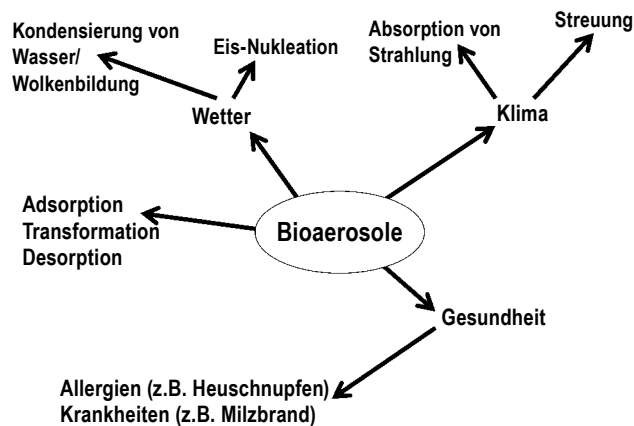 Kondensierung von
Wasser/
Wolkenbildung
Eis-Nukleation
Wetter
Absorption von
Strahlung
Streuung
Klima
Adsorption
Transformation
Desorption
Bioaerosole
Gesundheit
Allergien (z.B. Heuschnupfen)
Krankheiten (z.B. Milzbrand)